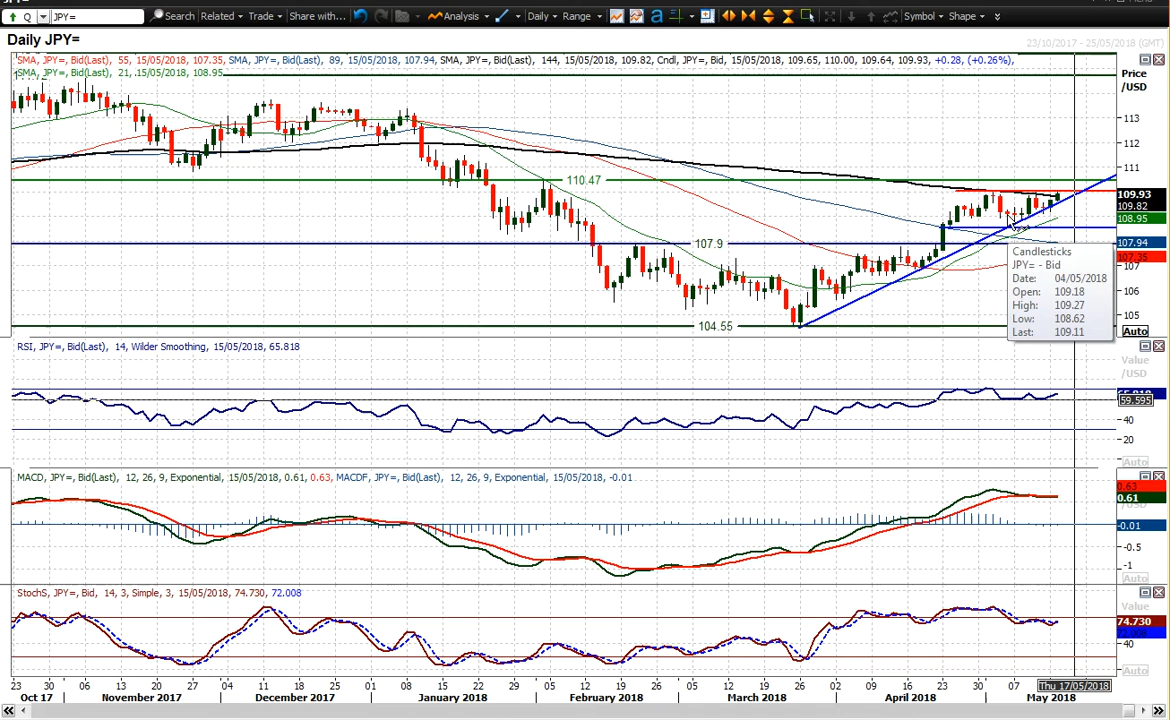 Q JPY= Search Related Trade Share with... Analysis Daily Range a Symbol Shape
Daily JPY=
23/10/2017 - 25/05/2018 (GMT)
SMA, JPY=, Bid(Last), 55, 15/05/2018, 107.35, SMA, JPY=, Bid(Last), 89, 15/05/2018, 107.94, SMA, JPY=, Bid(Last), 144, 15/05/2018, 109.82, Cndl, JPY=, Bid, 15/05/2018, 109.65, 110.00, 109.64, 109.93, +0.28, (+0.26%),
SMA, JPY=, Bid(Last), 21, 15/05/2018, 108.95
Price
/USD
113
112
111
110.47
109.93
109.82
108.95
107.94
107.9
107.35
107
106
105
104.55
Auto
Candlesticks
JPY= - Bid
Date: 04/05/2018
Open: 109.18
High: 109.27
Low: 108.62
Last: 109.11
RSI, JPY=, Bid(Last), 14, Wilder Smoothing, 15/05/2018, 65.818
Value
/USD
59.595
40
20
Auto
MACD, JPY=, Bid(Last), 12, 26, 9, Exponential, 15/05/2018, 0.61, 0.63, MACDF, JPY=, Bid(Last), 12, 26, 9, Exponential, 15/05/2018, -0.01
0.63
0.61
-0.01
-0.5
-1
Auto
StochS, JPY=, Bid, 14, 3, Simple, 3, 15/05/2018, 74.730, 72.008
Value
/USD
74.730
40
Auto
23 30 06 13 20 27 04 11 18 25 01 08 15 22 29 05 12 19 26 05 12 19 26 02 09 16 23 30 07 Thu 17/05/2018
Oct 17 November 2017 December 2017 January 2018 February 2018 March 2018 April 2018 May 2018